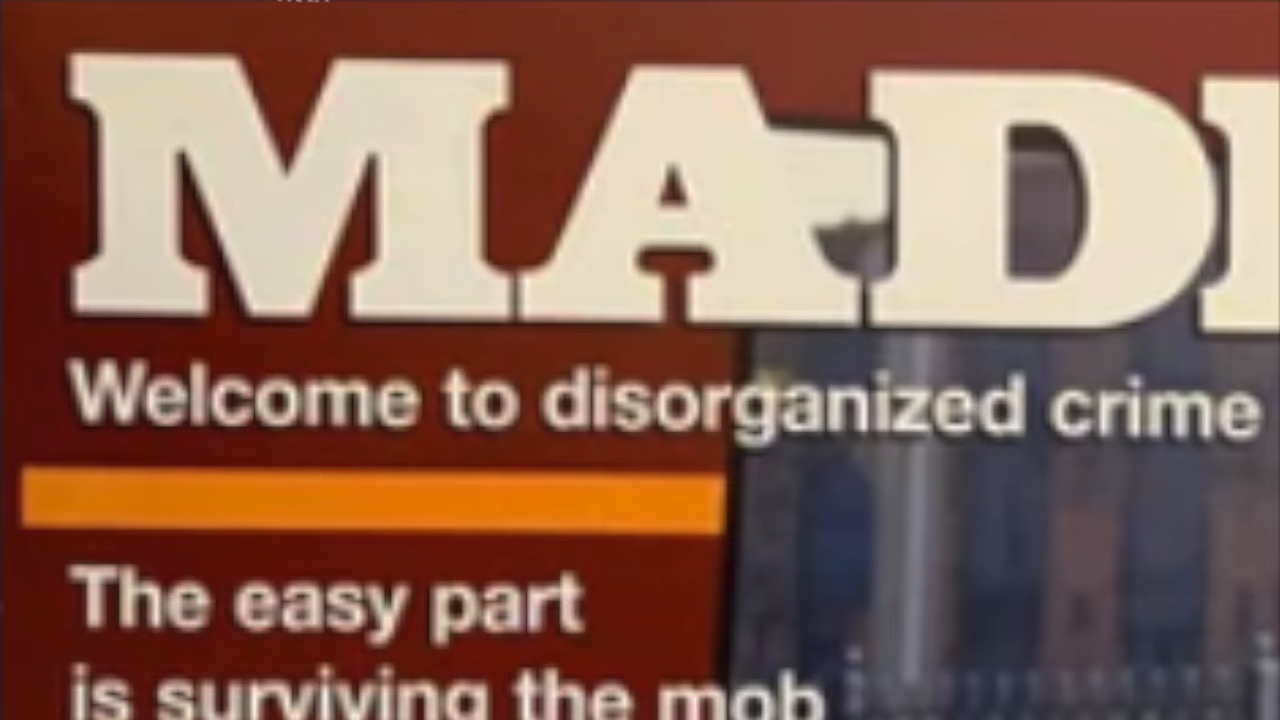 MAD
Welcome to disorganized crime
The easy part
is surviving the mob